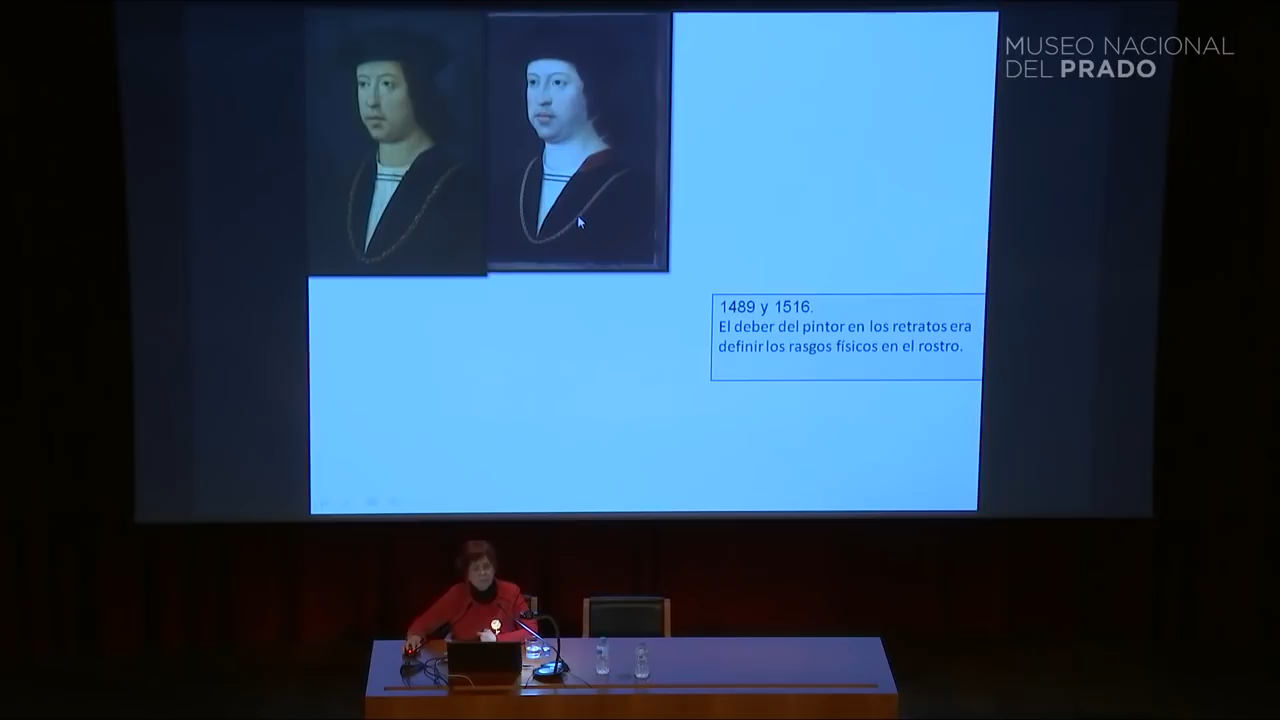 MUSEO NACIONAL
DEL PRADO
1489 y 1516.
El deber del pintor en los retratos era
definir los rasgos físicos en el rostro.